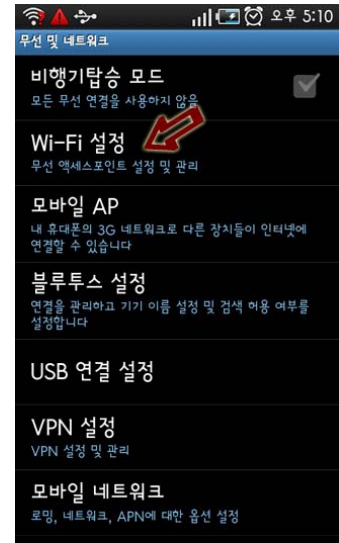 오후 5:10
무선 및 네트워크
비행기탑승 모드
모든 무선 연결을 사용하지 않음
Wi-Fi 설정
무선 액세스포인트 설정 및 관리
모바일 AP
내 휴대폰의 3G 네트워크로 다른 장치들이 인터넷에
연결할 수 있습니다
블루투스 설정
연결을 관리하고 기기 이름 설정 및 검색 허용 여부를
설정합니다
USB 연결 설정
VPN 설정
VPN 설정 및 관리
모바일 네트워크
로밍, 네트워크, APN에 대한 옵션 설정